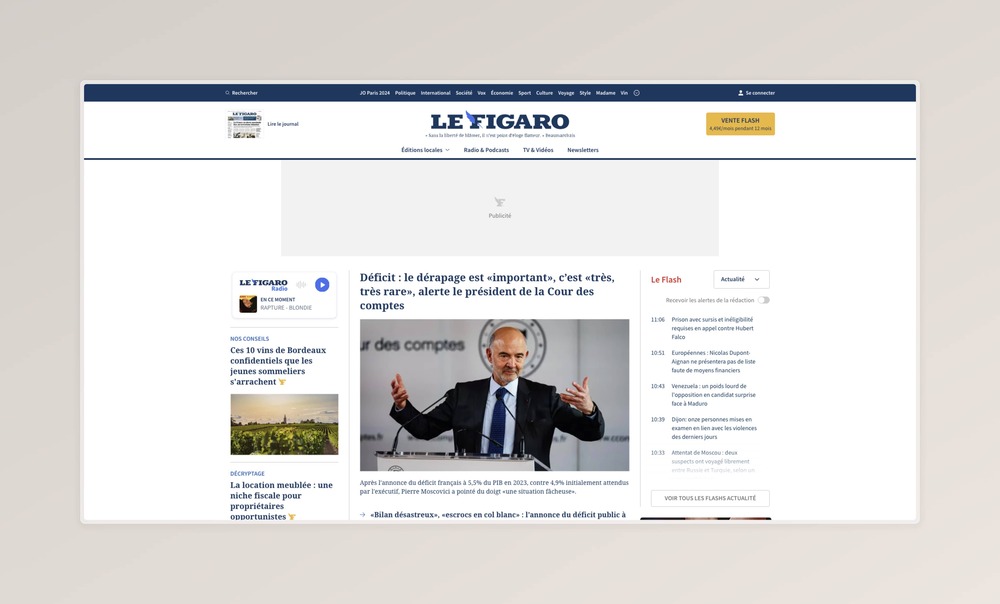 Rechercher
JO Paris 2024 Politique International Société Vox Économie Sport Culture Voyage Style Madame Vin
Se connecter
LE FIGARO
Lire le journal
LE FIGARO
« Sans la liberté de blâmer, il n'est point d'éloge flatteur » Beaumarchais
VENTE FLASH
4,49€/mois pendant 12 mois
Éditions locales Radio & Podcasts TV & Vidéos Newsletters
Publicité
LE FIGARO
Radio
EN CE MOMENT
RAPTURE - BLONDIE
NOS CONSEILS
Ces 10 vins de Bordeaux
confidentiels que les
jeunes sommeliers
s'arrachent
DÉCRYPTAGE
La location meublée : une
niche fiscale pour
propriétaires
opportunistes
Déficit : le dérapage est «important», c'est «très,
très rare», alerte le président de la Cour des
comptes
ur des comptes
Après l'annonce du déficit français à 5,5% du PIB en 2023, contre 4,9% initialement attendus
par l'exécutif, Pierre Moscovici a pointé du doigt «une situation fâcheuse».
→ «Bilan désastreux», «escrocs en col blanc» : l'annonce du déficit public à
Le Flash
Actualité
Recevoir les alertes de la rédaction
11:06 Prison avec sursis et inéligibilité
requises en appel contre Hubert
Falco
10:51 Européennes : Nicolas Dupont-
Aignan ne présentera pas de liste
faute de moyens financiers
10:43 Venezuela : un poids lourd de
l'opposition en candidat surprise
face à Maduro
10:39 Dijon: onze personnes mises en
examen en lien avec les violences
des derniers jours
10:33 Attentat de Moscou : deux
suspects ont voyagé librement
entre Russie et Turquie, selon un
VOIR TOUS LES FLASHS ACTUALITÉ